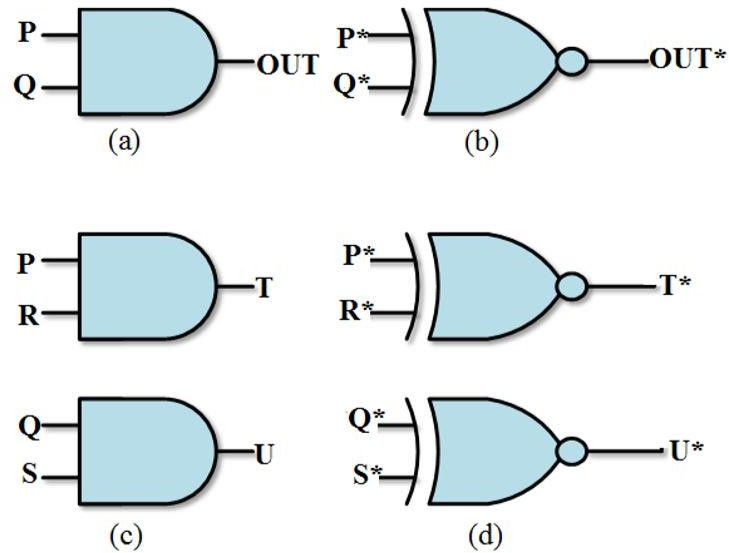 P
Q
OUT
(a)
P*
Q*
OUT*
(b)
P
R
T
P*
R*
T*
Q
S
U
(c)
Q*
S*
U*
(d)